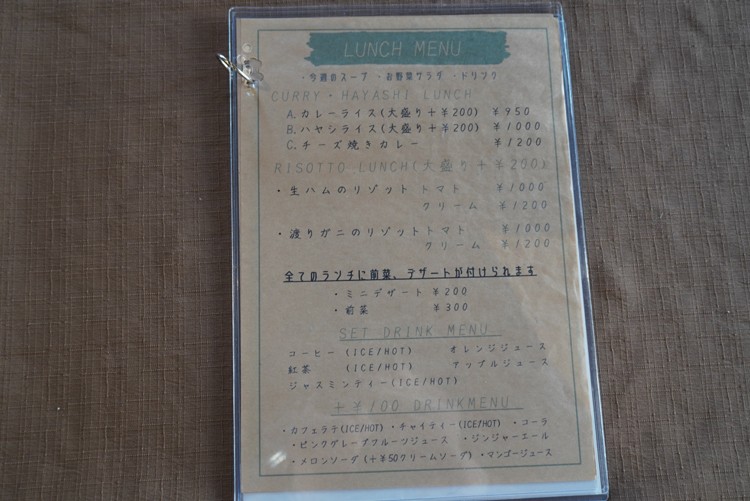 LUNCH MENU
・今週のスープ ・お野菜サラダ ・ドリンク
CURRY・HAYASHI LUNCH
A.カレーライス(大盛り+¥200) ¥950
B.ハヤシライス(大盛り+¥200) ¥1000
C.チーズ焼きカレー ¥1200
RISOTTO LUNCH(大盛り+¥200)
・生ハムのリゾット トマト ¥1000
クリーム ¥1200
・渡りガニのリゾット トマト ¥1000
クリーム ¥1200
全てのランチに前菜、デザートが付けられます
・ミニデザート ¥200
・前菜 ¥300
SET DRINK MENU
コーヒー (ICE/HOT) オレンジジュース
紅茶 (ICE/HOT) アップルジュース
ジャスミンティー(ICE/HOT)
+¥100 DRINKMENU
・カフェラテ(ICE/HOT) ・チャイティー(ICE/HOT) ・コーラ
・ピンクグレープフルーツジュース ・ジンジャーエール
・メロンソーダ (+¥50クリームソーダ) ・マンゴージュース